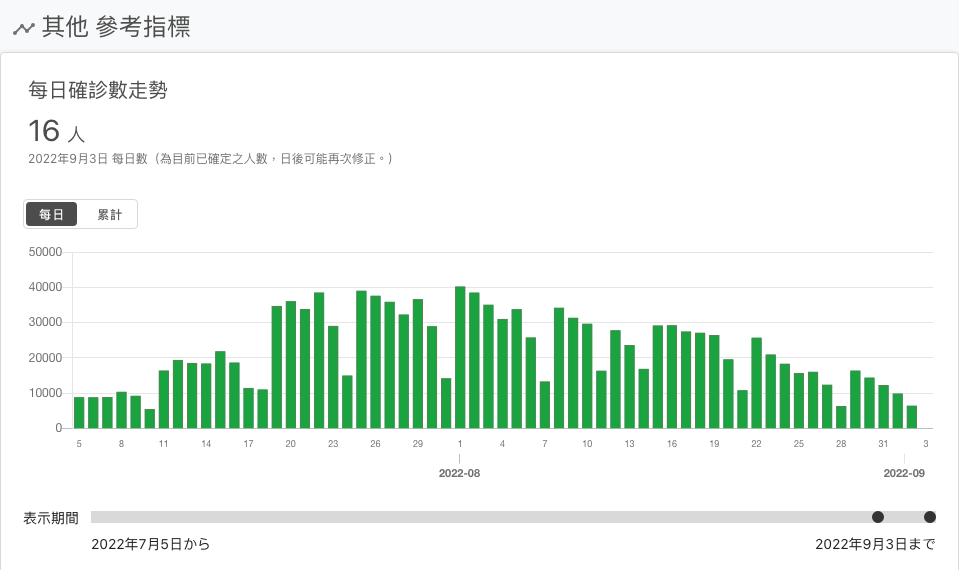 其他 參考指標
每日確診數走勢
16 人
2022年9月3日 每日數（為目前已確定之人數，日後可能再次修正。）
每日 累計
50000
40000
30000
20000
10000
0
5 8 11 14 17 20 23 26 29 1 4 7 10 13 16 19 22 25 28 31 3
2022-08 2022-09
表示期間
2022年7月5日から 2022年9月3日まで